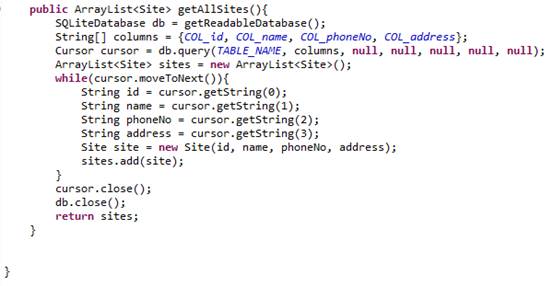 public ArrayList<Site> getAllSites(){
SQLiteDatabase db = getReadableDatabase();
String[] columns = {COL_id, COL_name, COL_phoneNo, COL_address};
Cursor cursor = db.query(TABLE_NAME, columns, null, null, null, null, null);
ArrayList<Site> sites = new ArrayList<Site>();
while(cursor.moveToNext()){
String id = cursor.getString(0);
String name = cursor.getString(1);
String phoneNo = cursor.getString(2);
String address = cursor.getString(3);
Site site = new Site(id, name, phoneNo, address);
sites.add(site);
}
cursor.close();
db.close();
return sites;
}
}